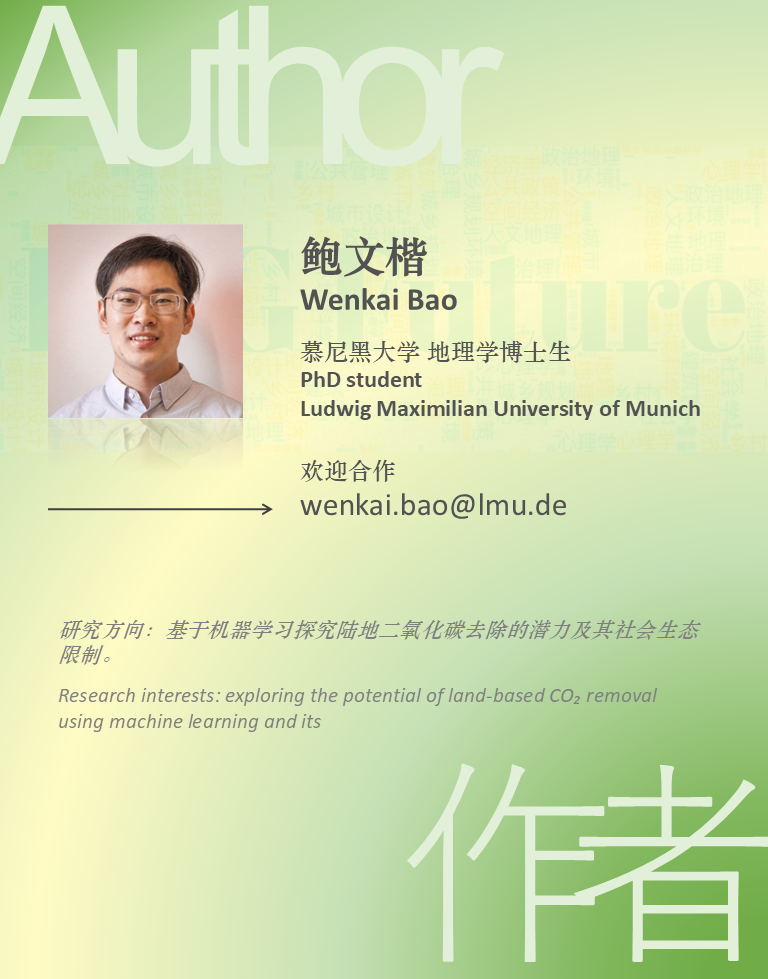 Author
鲍文楷
Wenkai Bao
慕尼黑大学 地理学博士生
PhD student
Ludwig Maximilian University of Munich
欢迎合作
wenkai.bao@lmu.de
研究方向：基于机器学习探究陆地二氧化碳去除的潜力及其社会生态
限制。
Research interests: exploring the potential of land-based CO₂ removal
using machine learning and its
作者